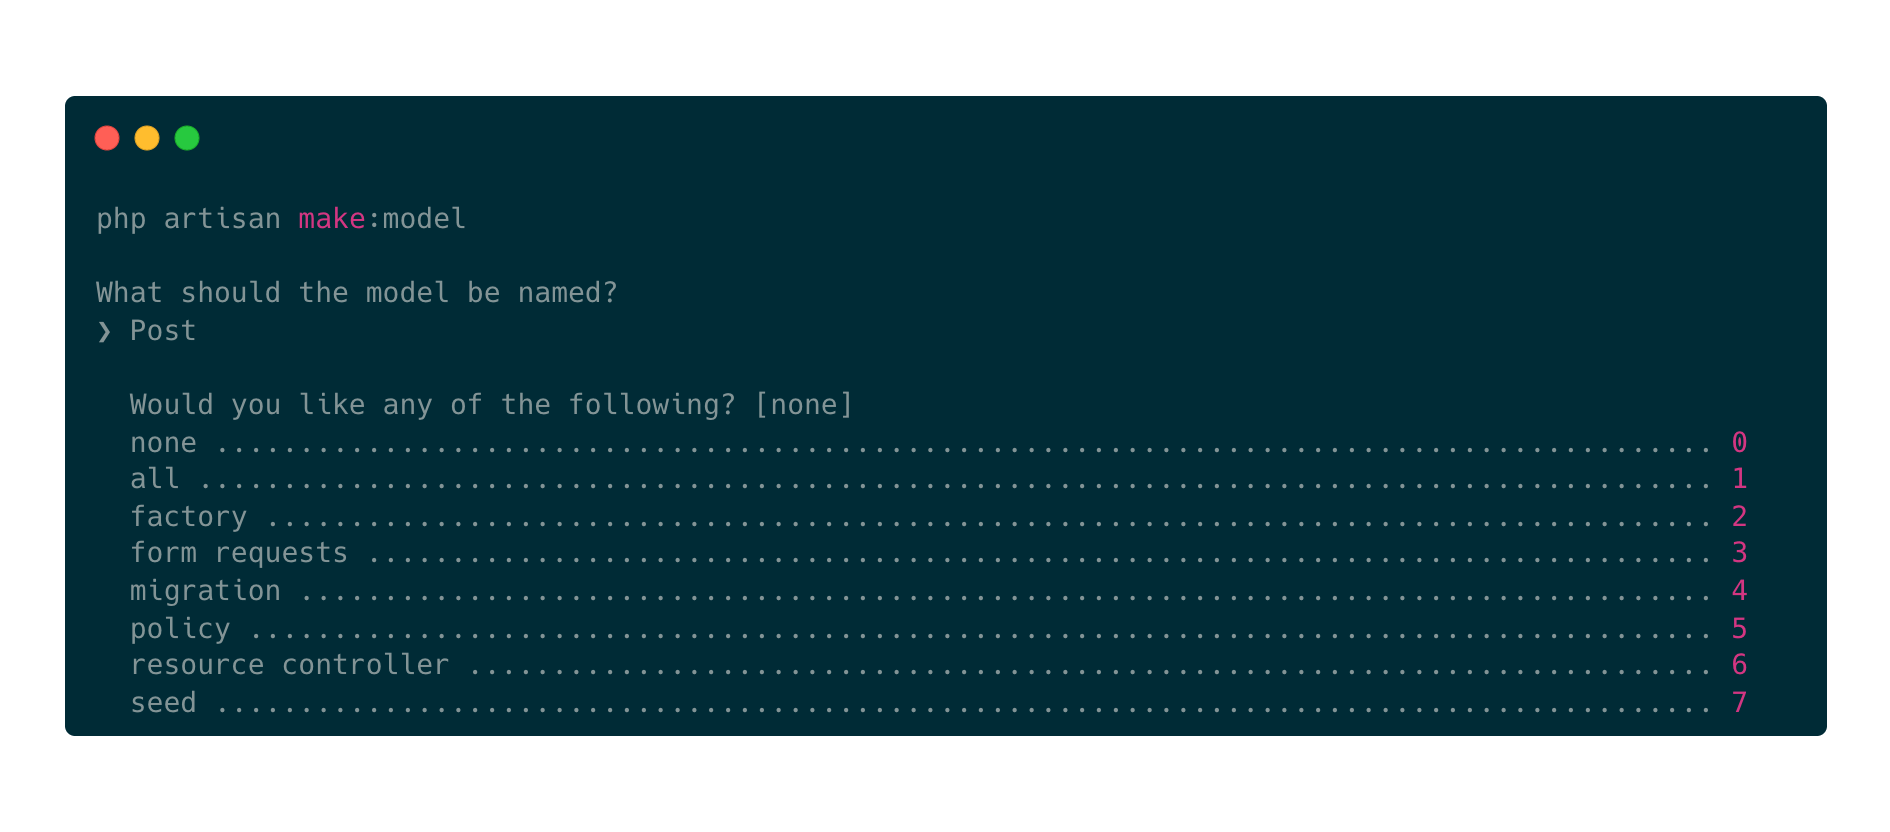 php artisan make:model
What should the model be named?
❯ Post
Would you like any of the following? [none]
none ......................................................................................... 0
all .......................................................................................... 1
factory ...................................................................................... 2
form requests ................................................................................ 3
migration .................................................................................... 4
policy ....................................................................................... 5
resource controller .......................................................................... 6
seed ......................................................................................... 7